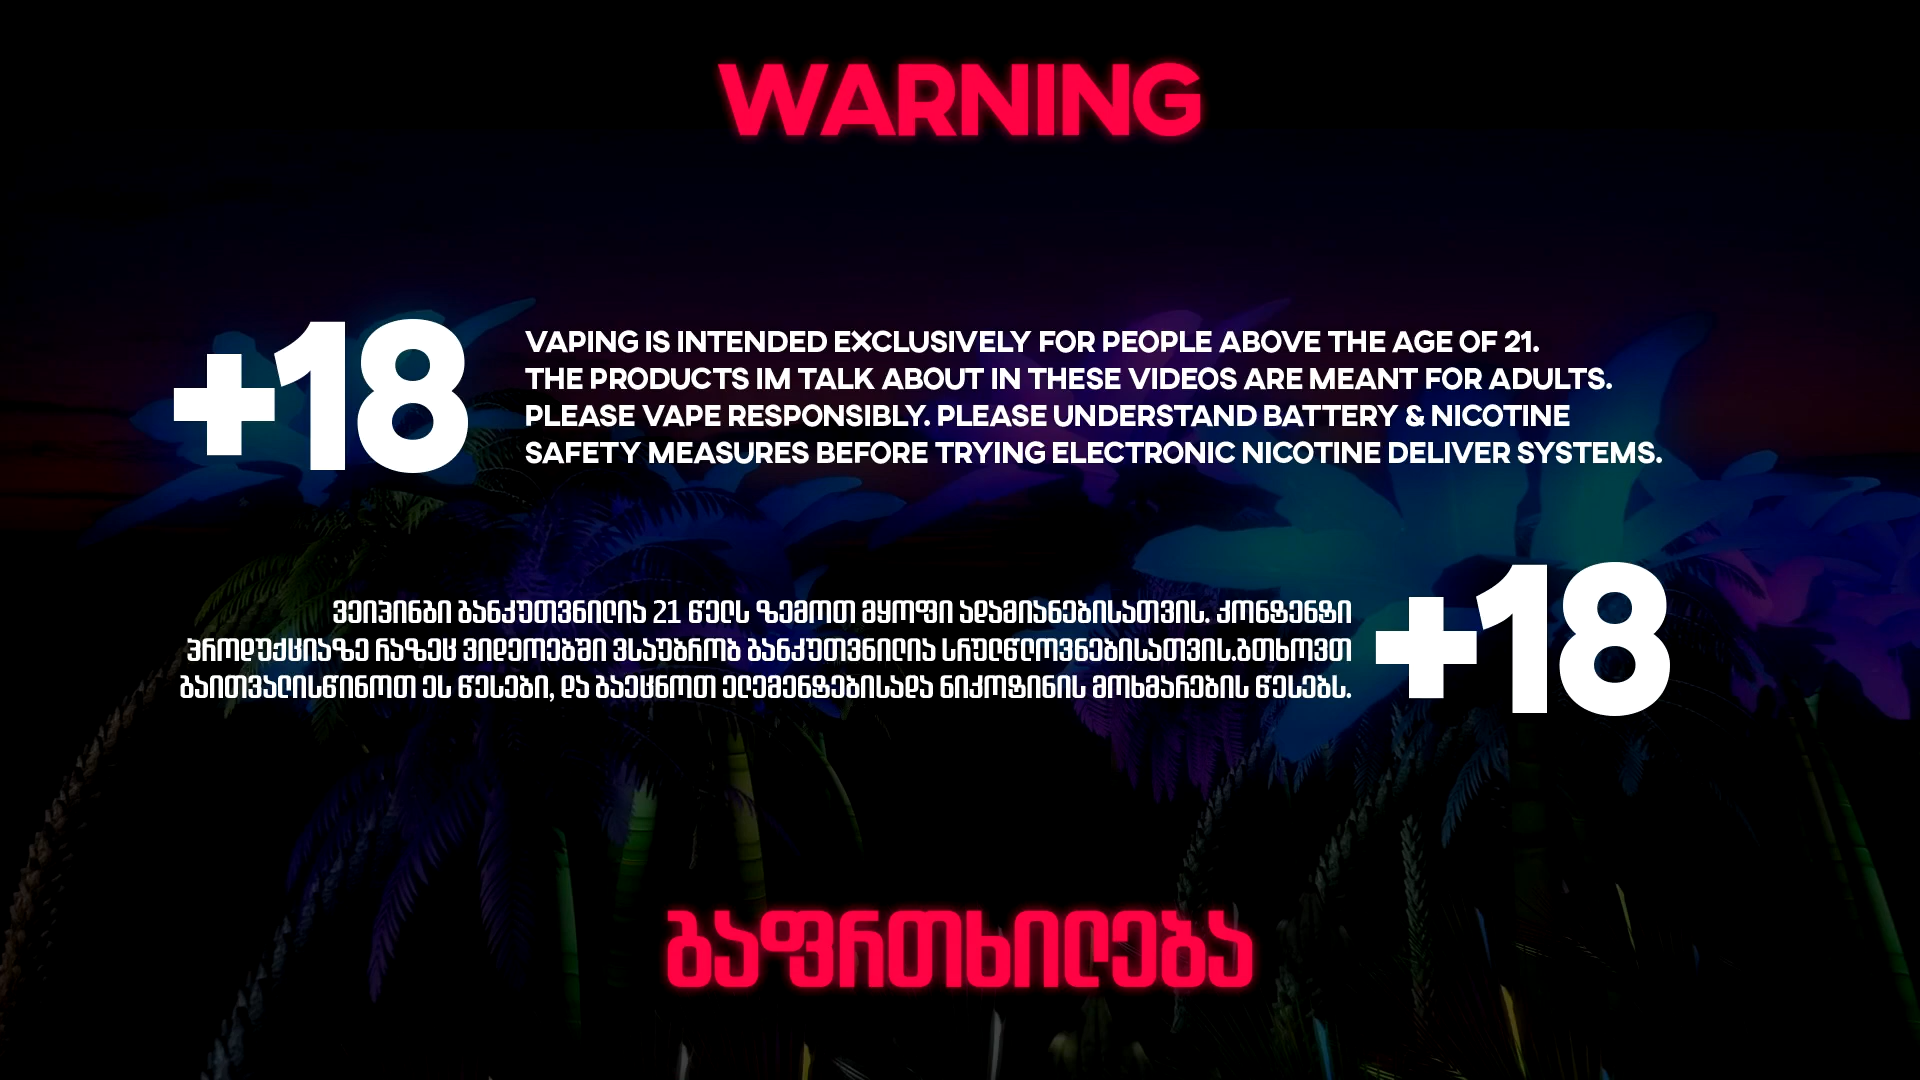 WARNING
+18
VAPING IS INTENDED EXCLUSIVELY FOR PEOPLE ABOVE THE AGE OF 21.
THE PRODUCTS IM TALK ABOUT IN THESE VIDEOS ARE MEANT FOR ADULTS.
PLEASE VAPE RESPONSIBLY. PLEASE UNDERSTAND BATTERY & NICOTINE
SAFETY MEASURES BEFORE TRYING ELECTRONIC NICOTINE DELIVER SYSTEMS.
ვეიპინგი განკუთვნილია 21 წელს ზემოთ მყოფი ადამიანებისათვის. კონტენტი
პროდუქციაზე რაზეც ვიდეოებში ვსაუბრობ განკუთვნილია სრულწლოვნებისათვის.გთხოვთ
გაითვალისწინოთ ეს წესები, და გაეცნოთ ელემენტებისადა ნიკოტინის მოხმარების წესებს.
+18
გაფრთხილება